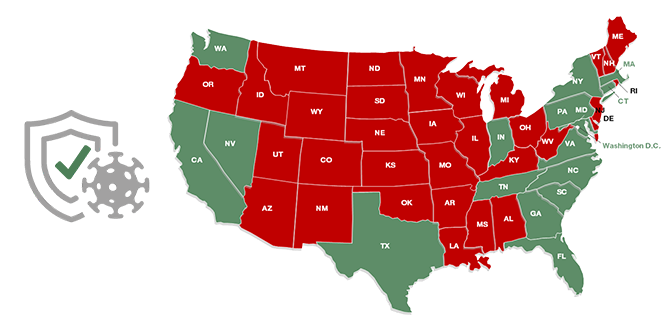 WA
MT
ND
MN
ME
VT
NH
MA
OR
ID
WY
SD
WI
MI
NY
RI
CT
NV
CA
UT
CO
NE
IA
IL
IN
OH
PA
MD
DE
WV
VA
Washington D.C.
KS
MO
KY
NC
TN
SC
AZ
NM
OK
AR
MS
AL
GA
TX
LA
FL